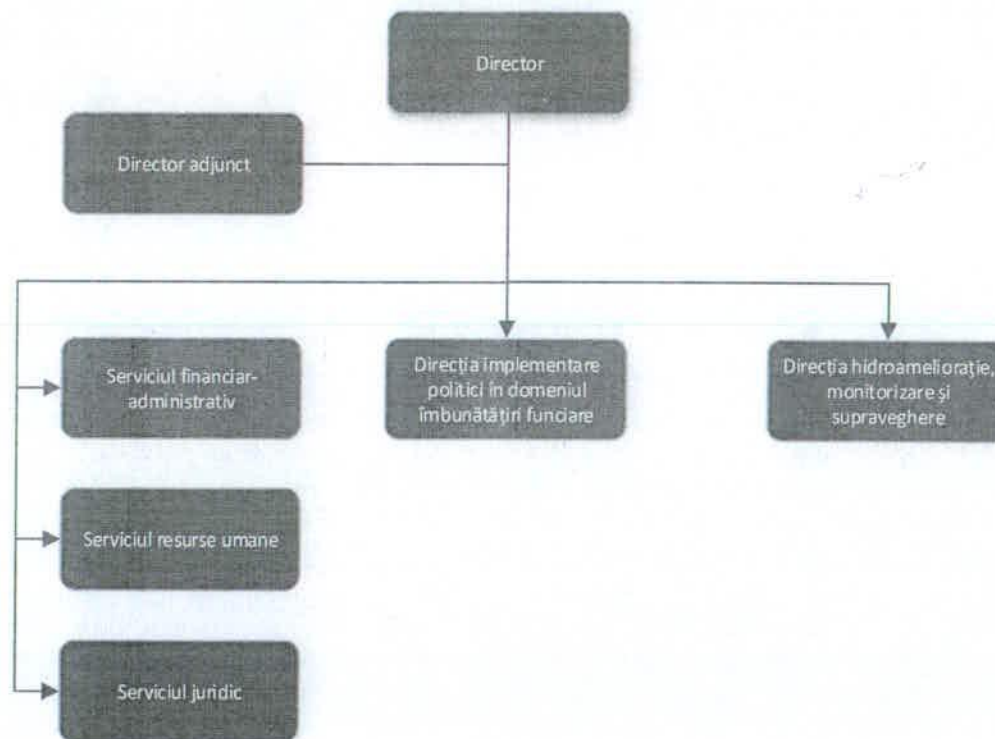 Director
Director adjunct
Serviciul financiar-
administrativ
Direcția implementare
politici în domeniul
îmbunătățiri funciare
Direcția hidroameliorație,
monitorizare și
supraveghere
Serviciul resurse umane
Serviciul juridic